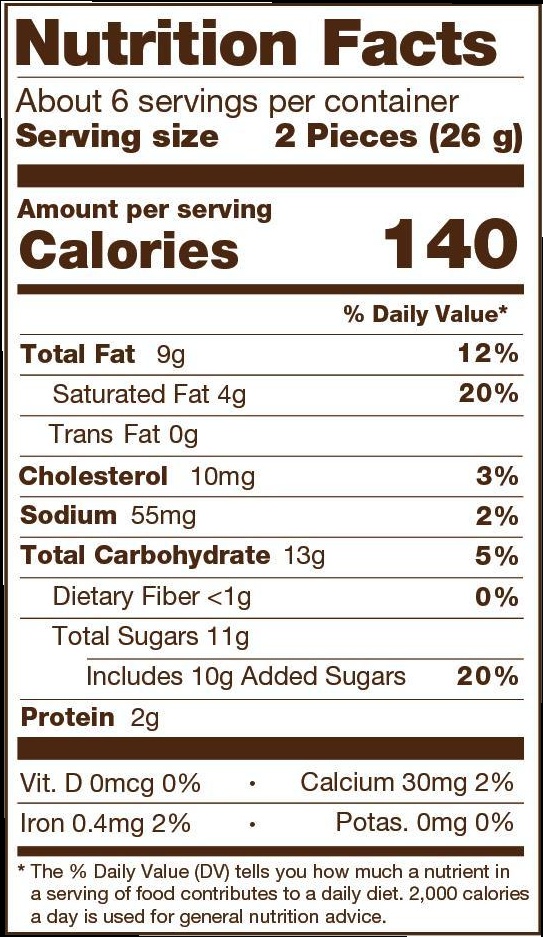 Nutrition Facts
About 6 servings per container
Serving size 2 Pieces (26 g)
Amount per serving
Calories 140
% Daily Value*
Total Fat 9g 12%
Saturated Fat 4g 20%
Trans Fat 0g
Cholesterol 10mg 3%
Sodium 55mg 2%
Total Carbohydrate 13g 5%
Dietary Fiber <1g 0%
Total Sugars 11g
Includes 10g Added Sugars 20%
Protein 2g
Vit. D 0mcg 0% • Calcium 30mg 2%
Iron 0.4mg 2% • Potas. 0mg 0%
* The % Daily Value (DV) tells you how much a nutrient in
a serving of food contributes to a daily diet. 2,000 calories
a day is used for general nutrition advice.